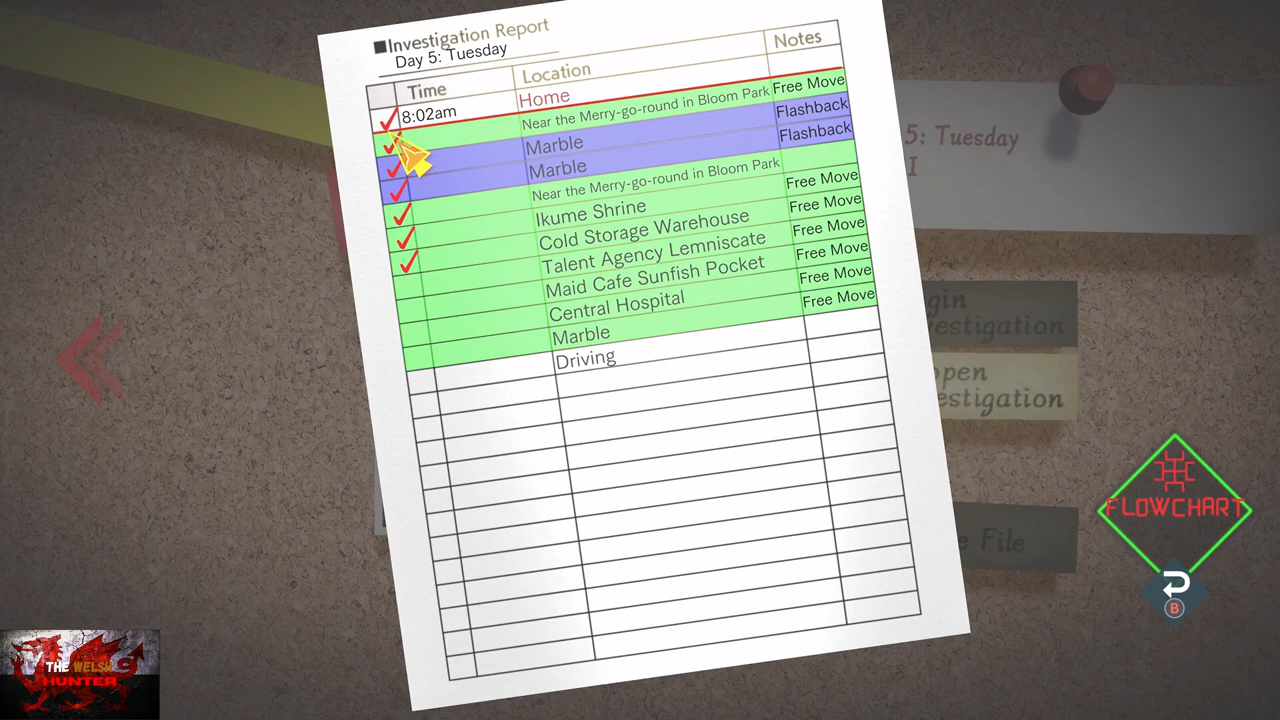 ■Investigation Report
Day 5: Tuesday
Time Location Notes
8:02am Home
Near the Merry-go-round in Bloom Park Free Move
Marble Flashback
Marble Flashback
Near the Merry-go-round in Bloom Park
Ikume Shrine Free Move
Cold Storage Warehouse Free Move
Talent Agency Lemniscate Free Move
Maid Cafe Sunfish Pocket Free Move
Central Hospital Free Move
Marble Free Move
Driving
5: Tuesday
I
FLOWCHART
B
File
THE WELSH
HUNTER
9